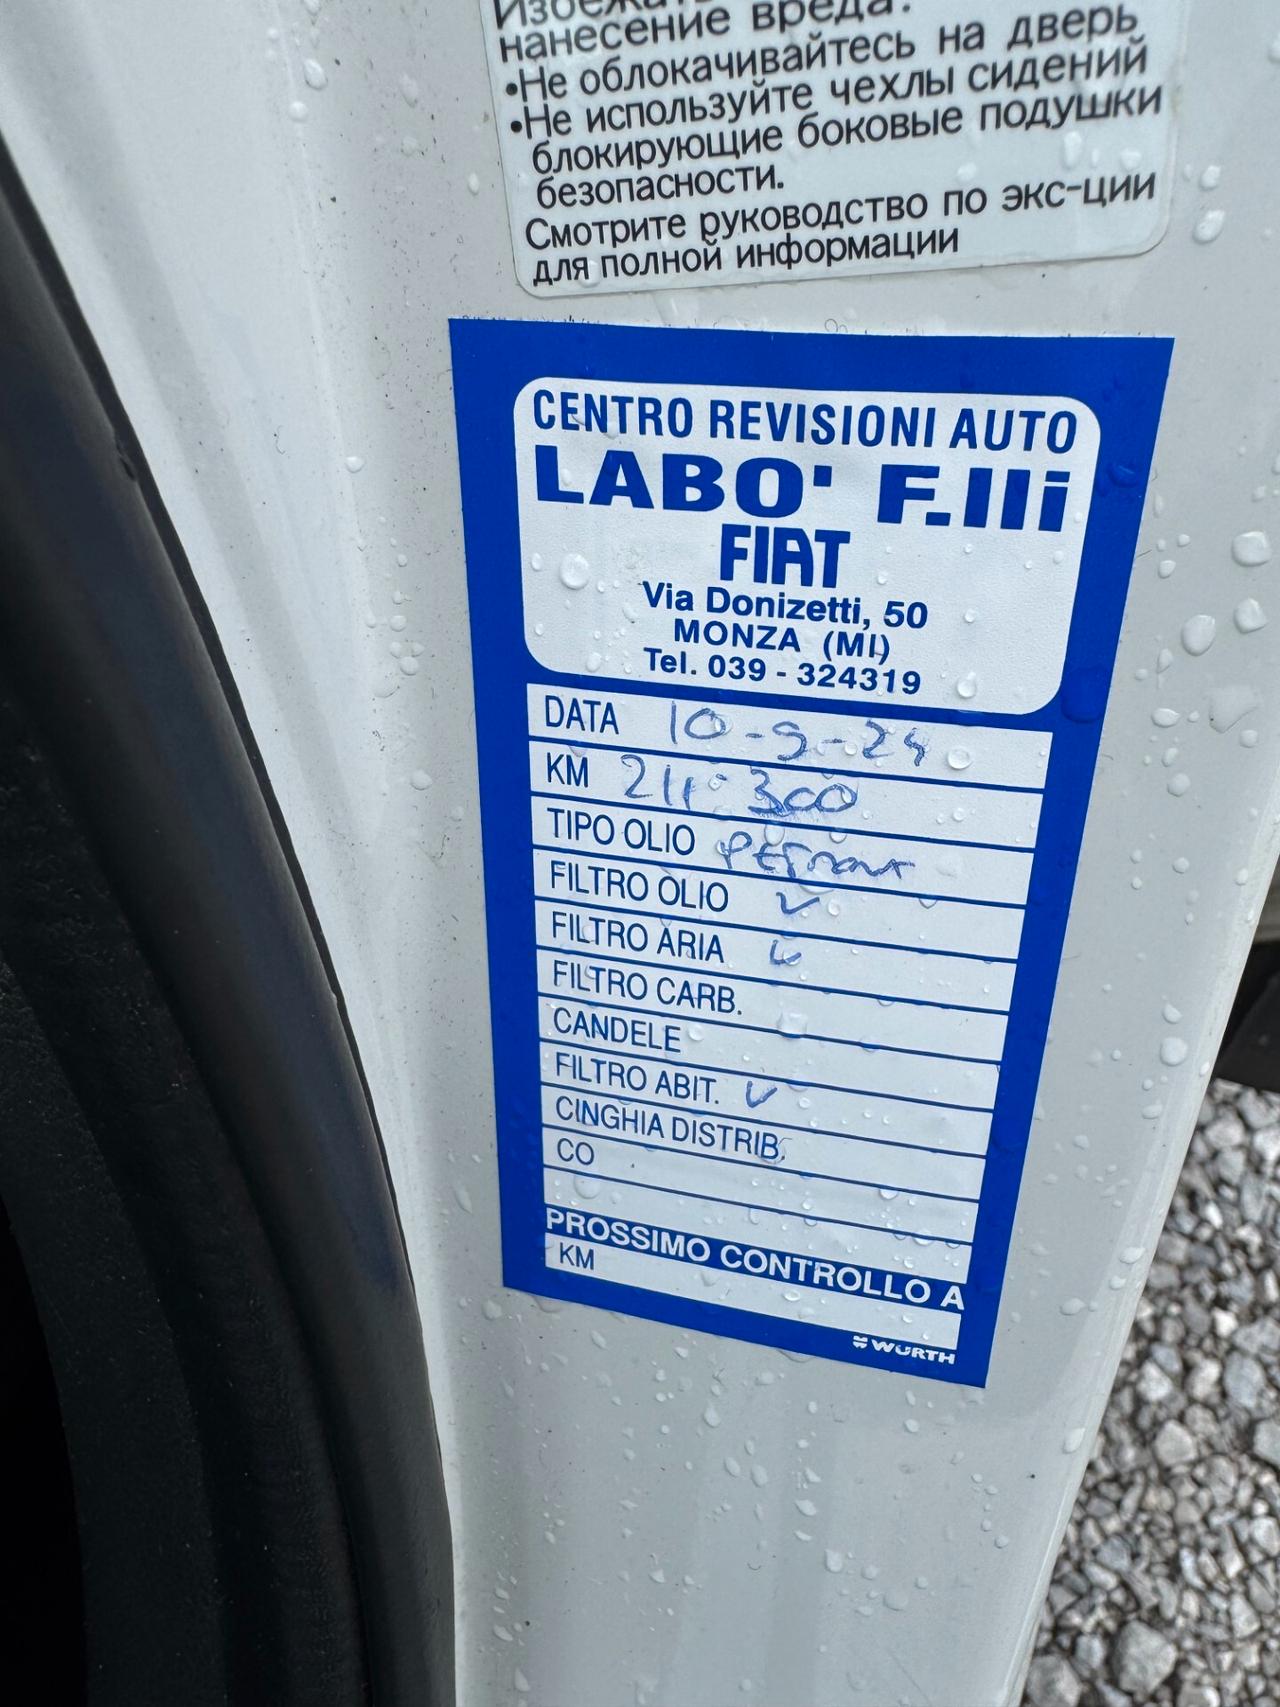 Избежать
нанесение вреда.
•Не облокачивайтесь на дверь
•Не используйте чехлы сидений
блокирующие боковые подушки
безопасности.
Смотрите руководство по экс-ции
для полной информации
CENTRO REVISIONI AUTO
LABO' F.lli
FIAT
Via Donizetti, 50
MONZA (MI)
Tel. 039 - 324319
DATA 10-9-24
KM 211.300
TIPO OLIO
FILTRO OLIO ✓
FILTRO ARIA ✓
FILTRO CARB.
CANDELE
FILTRO ABIT. ✓
CINGHIA DISTRIB.
CO
PROSSIMO CONTROLLO A
KM
WÜRTH